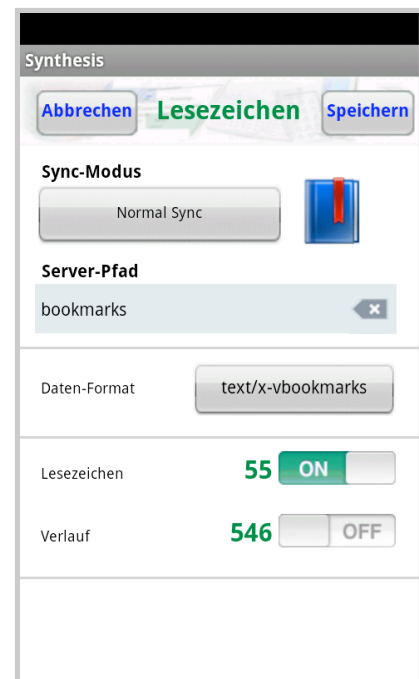 Synthesis
Abbrechen Lesezeichen Speichern
Sync-Modus
Normal Sync
Server-Pfad
bookmarks
Daten-Format text/x-vbookmarks
Lesezeichen 55 ON
Verlauf 546 OFF